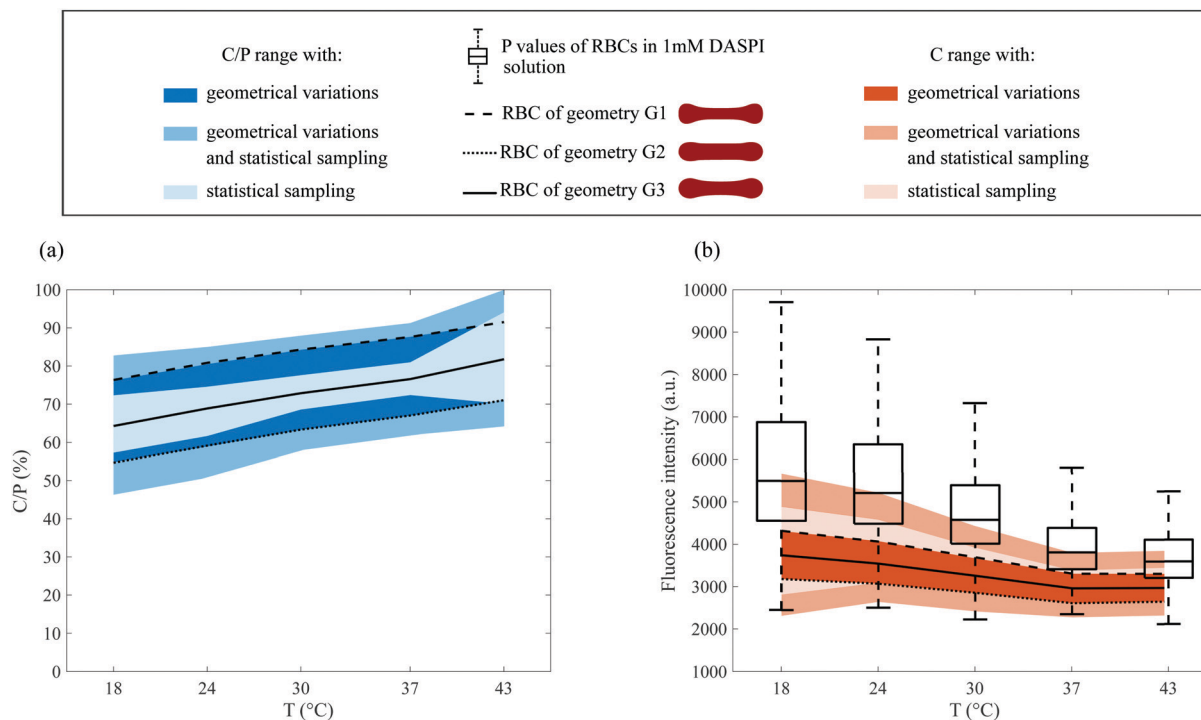 C/P range with:
geometrical variations
geometrical variations
and statistical sampling
statistical sampling
P values of RBCs in 1mM DASPI
solution
RBC of geometry G1
RBC of geometry G2
RBC of geometry G3
C range with:
geometrical variations
geometrical variations
and statistical sampling
statistical sampling
(a)
100
90
80
70
60
50
40
30
20
10
0
C/P (%)
18 24 30 37 43
T (°C)
(b)
10000
9000
8000
7000
6000
5000
4000
3000
2000
1000
Fluorescence intensity (a.u.)
18 24 30 37 43
T (°C)